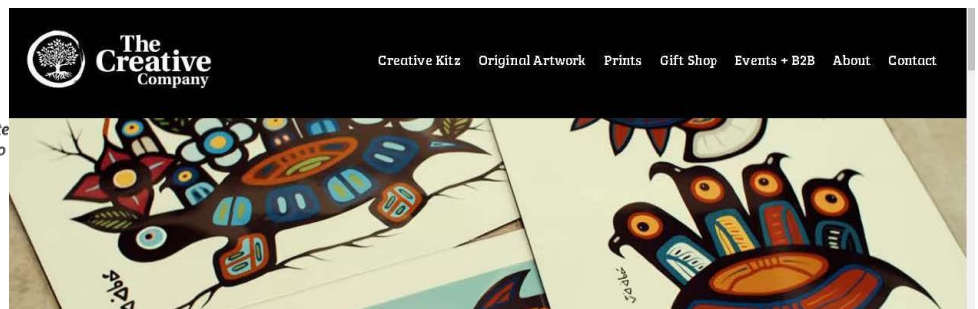 The
Creative
Company
Creative Kitz Original Artwork Prints Gift Shop Events + B2B About Contact